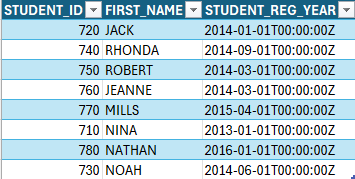 STUDENT_ID FIRST_NAME STUDENT_REG_YEAR
720 JACK 2014-01-01T00:00:00Z
740 RHONDA 2014-09-01T00:00:00Z
750 ROBERT 2014-03-01T00:00:00Z
760 JEANNE 2014-03-01T00:00:00Z
770 MILLS 2015-04-01T00:00:00Z
710 NINA 2013-01-01T00:00:00Z
780 NATHAN 2016-01-01T00:00:00Z
730 NOAH 2014-06-01T00:00:00Z